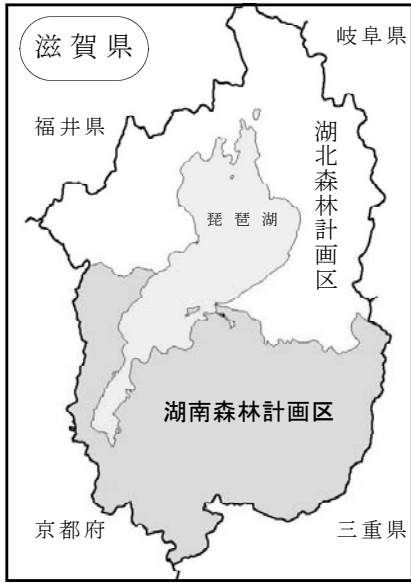 滋賀県
岐阜県
福井県
湖北森林計画区
琵琶湖
湖南森林計画区
京都府
三重県